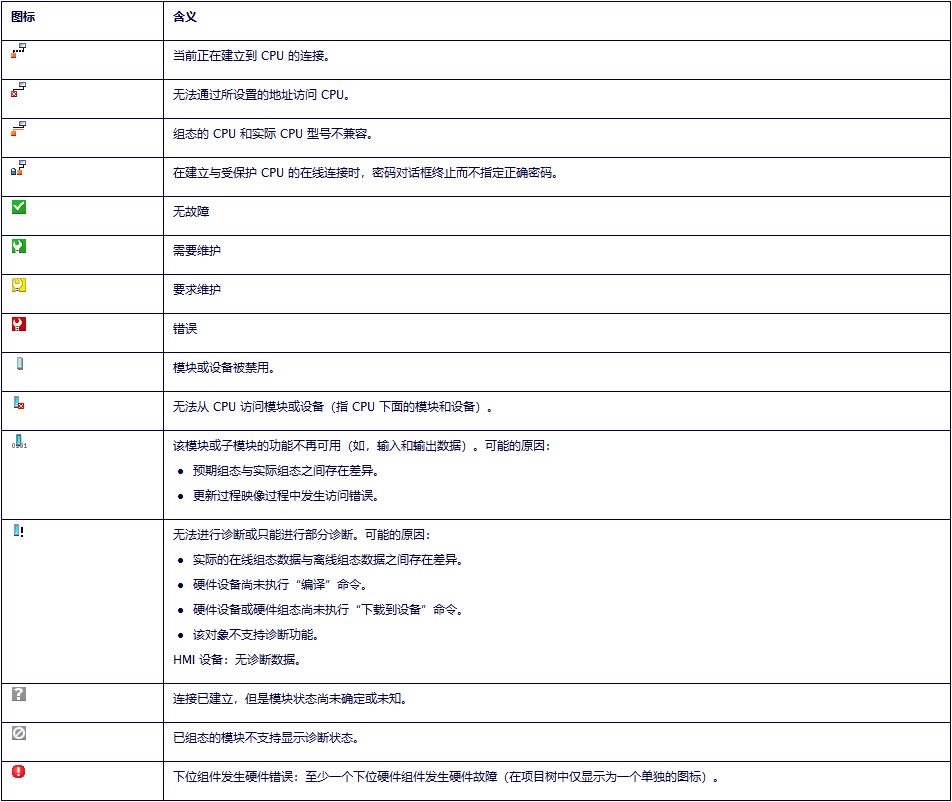 图标 含义
当前正在建立到 CPU 的连接。
无法通过所设置的地址访问 CPU。
组态的 CPU 和实际 CPU 型号不兼容。
在建立与受保护 CPU 的在线连接时，密码对话框终止而不指定正确密码。
无故障
需要维护
要求维护
错误
模块或设备被禁用。
无法从 CPU 访问模块或设备（指 CPU 下面的模块和设备）。
该模块或子模块的功能不再可用（如，输入和输出数据）。可能的原因：
● 预期组态与实际组态之间存在差异。
● 更新过程映像过程中发生访问错误。
无法进行诊断或只能进行部分诊断。可能的原因：
● 实际的在线组态数据与离线组态数据之间存在差异。
● 硬件设备尚未执行“编译”命令。
● 硬件设备或硬件组态尚未执行“下载到设备”命令。
● 该对象不支持诊断功能。
HMI 设备：无诊断数据。
连接已建立，但是模块状态尚未确定或未知。
已组态的模块不支持显示诊断状态。
下位组件发生硬件错误：至少一个下位硬件组件发生硬件故障（在项目树中仅显示为一个单独的图标）。